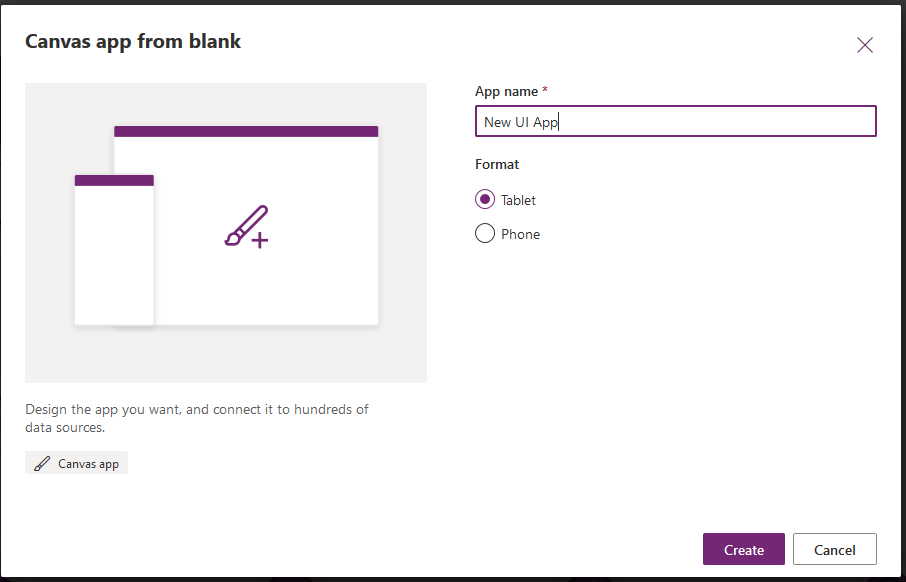 Canvas app from blank
App name *
New UI App
Format
Tablet
Phone
Design the app you want, and connect it to hundreds of
data sources.
Canvas app
Create
Cancel